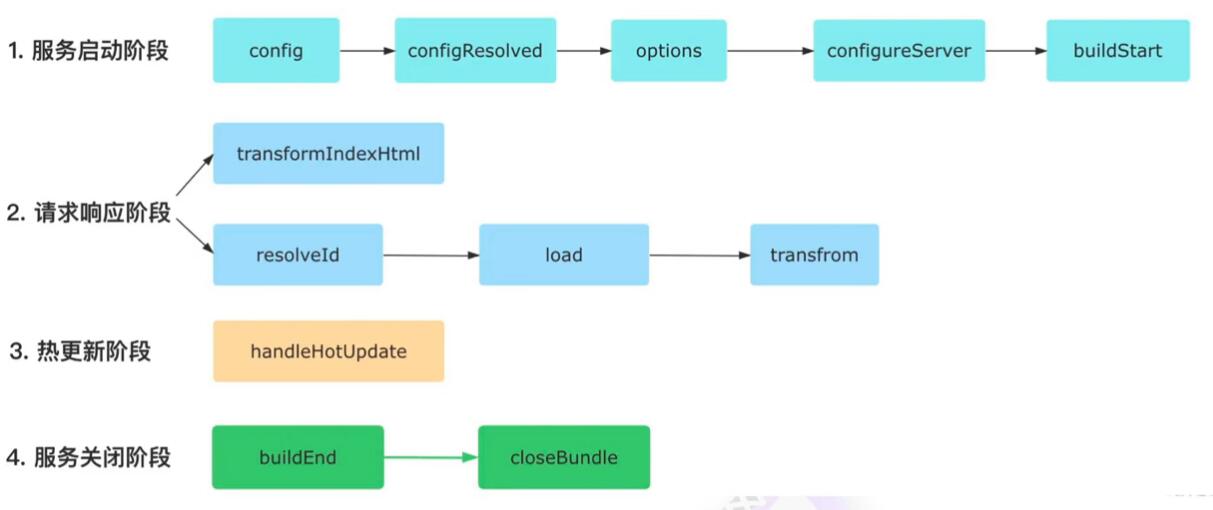 1. 服务启动阶段 config configResolved options configureServer buildStart
transformIndexHtml
2. 请求响应阶段
resolveId load transfrom
3. 热更新阶段 handleHotUpdate
4. 服务关闭阶段 buildEnd closeBundle